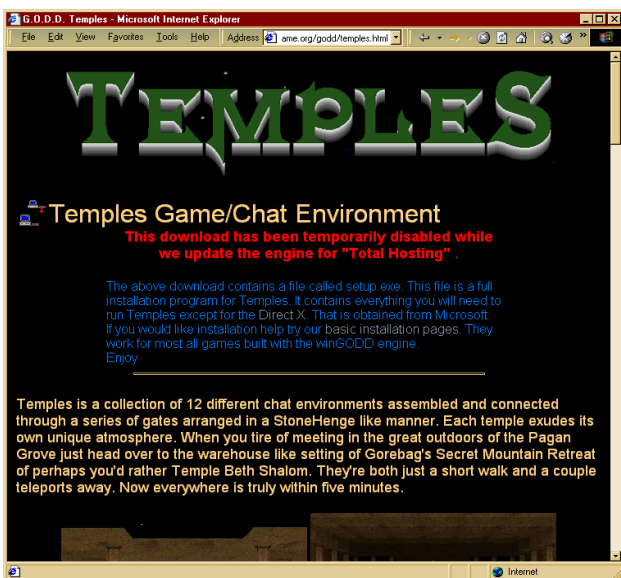 G.O.D.D. Temples - Microsoft Internet Explorer
File Edit View Favorites Tools Help Address ame.org/godd/temples.html »
TEMPLES
Temples Game/Chat Environment
This download has been temporarily disabled while
we update the engine for "Total Hosting" .
The above download contains a file called setup.exe. This file is a full
installation program for Temples. It contains everything you will need to
run Temples except for the Direct X. That is obtained from Microsoft.
If you would like installation help try our basic installation pages. They
work for most all games built with the winGODD engine.
Enjoy.
Temples is a collection of 12 different chat environments assembled and connected
through a series of gates arranged in a StoneHenge like manner. Each temple exudes its
own unique atmosphere. When you tire of meeting in the great outdoors of the Pagan
Grove just head over to the warehouse like setting of Gorebag's Secret Mountain Retreat
of perhaps you'd rather Temple Beth Shalom. They're both just a short walk and a couple
teleports away. Now everywhere is truly within five minutes.
Internet